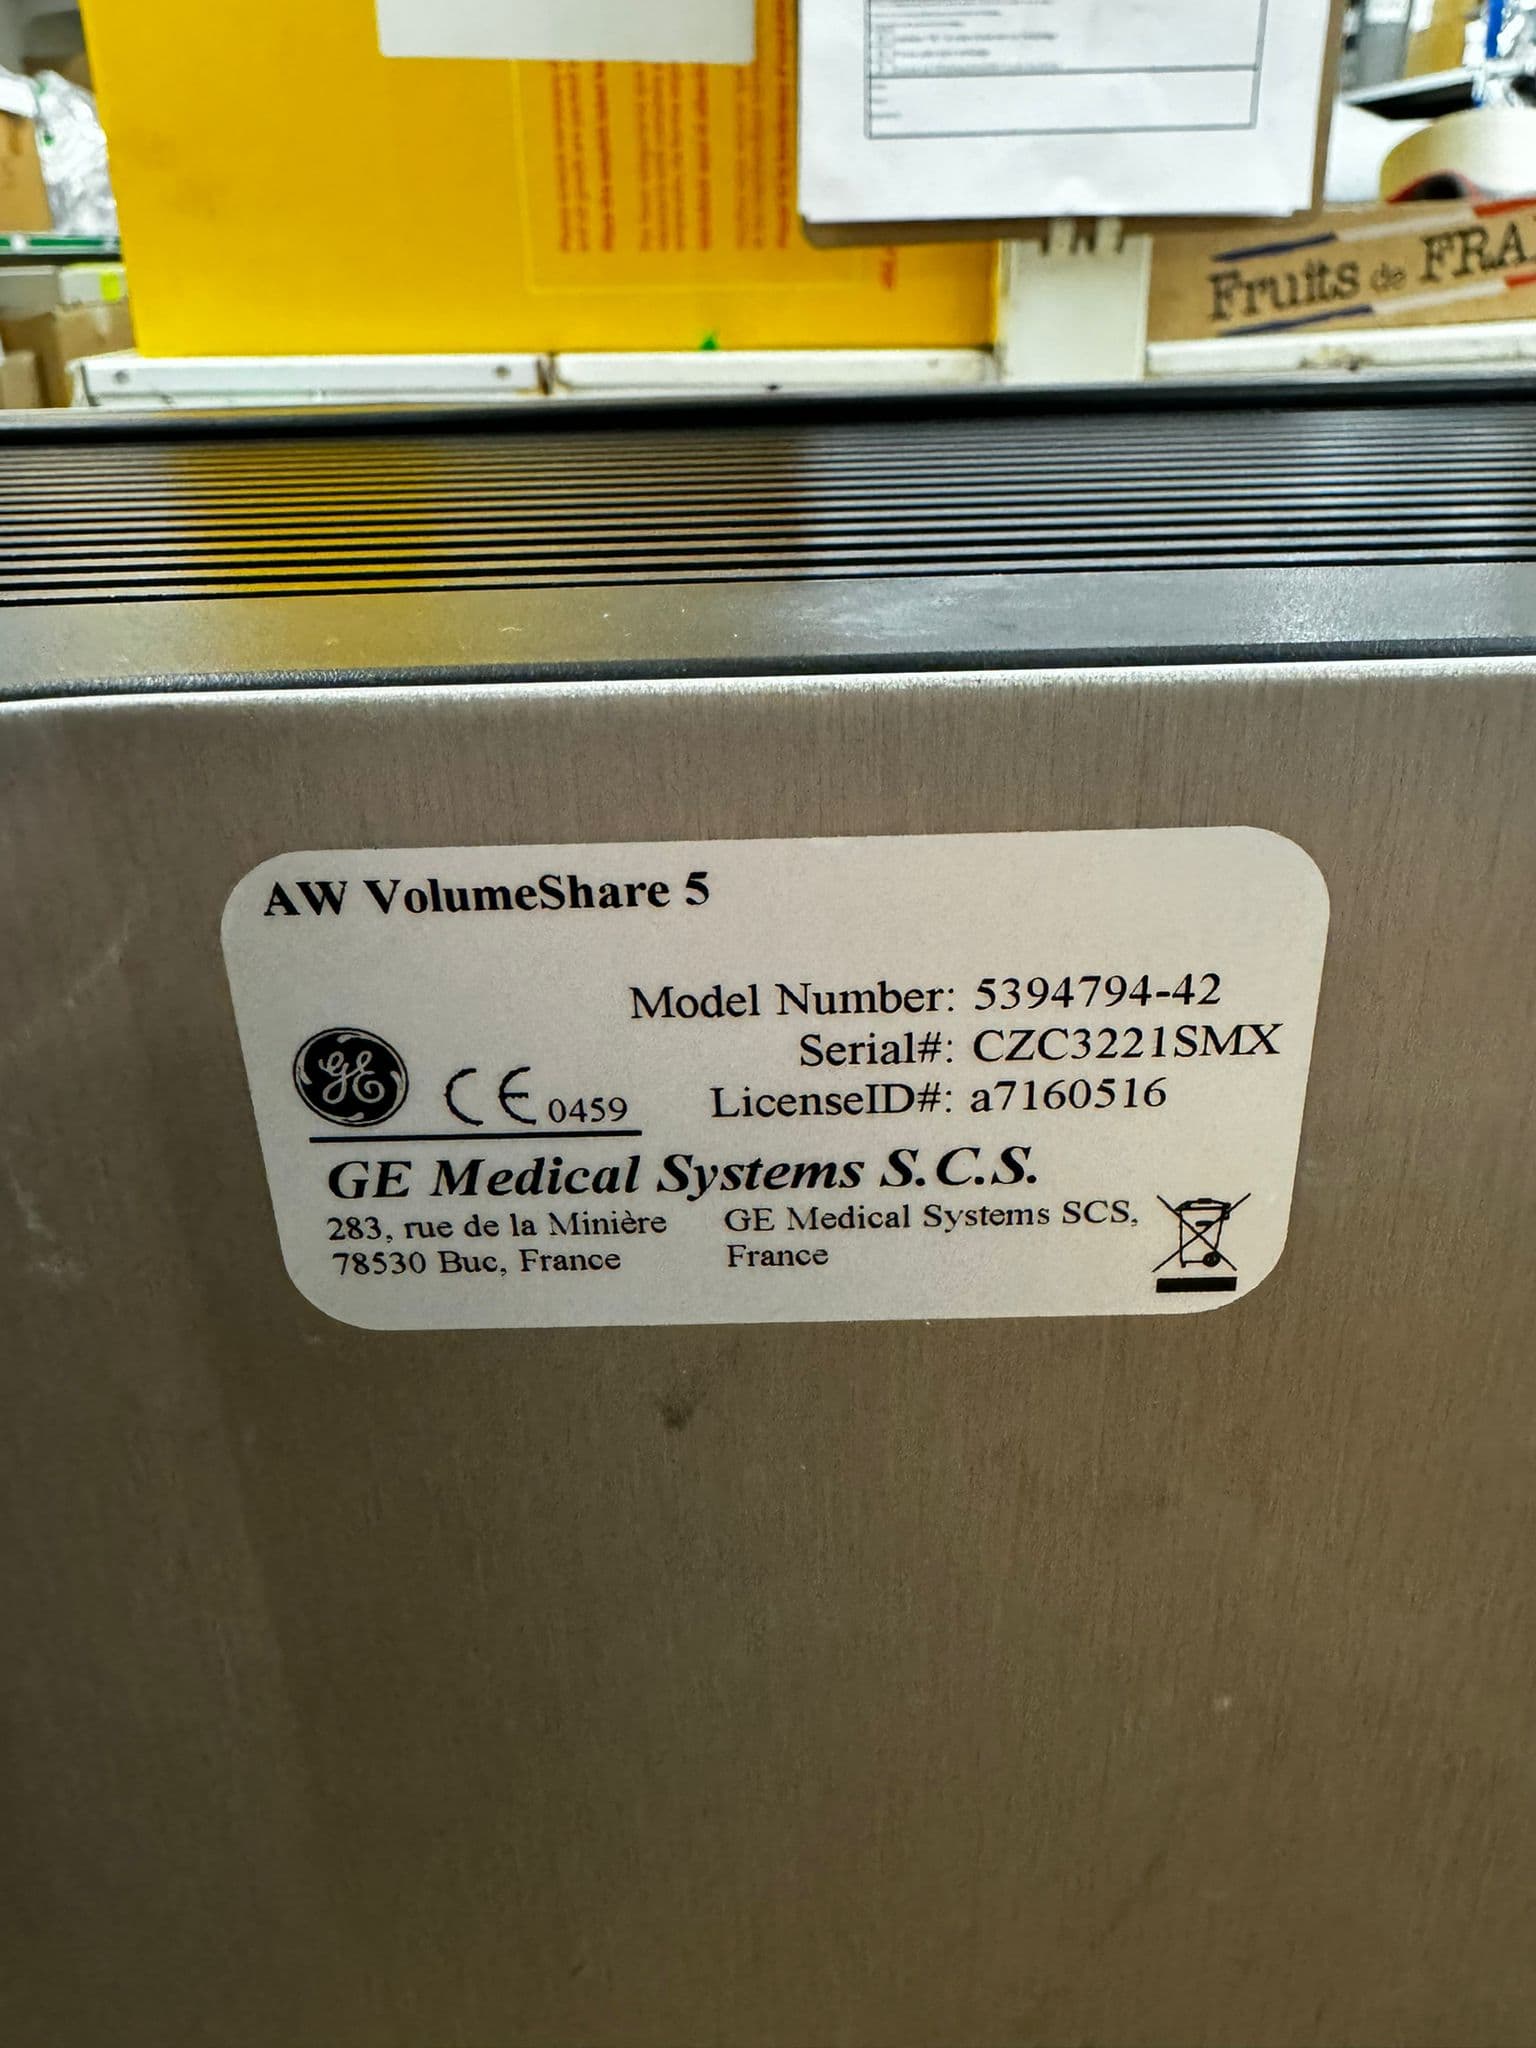 Fruits de FRA
AW VolumeShare 5
Model Number: 5394794-42
Serial#: CZC3221SMX
LicenseID#: a7160516
GE
CE 0459
GE Medical Systems S.C.S.
283, rue de la Minière
78530 Buc, France
GE Medical Systems SCS,
France